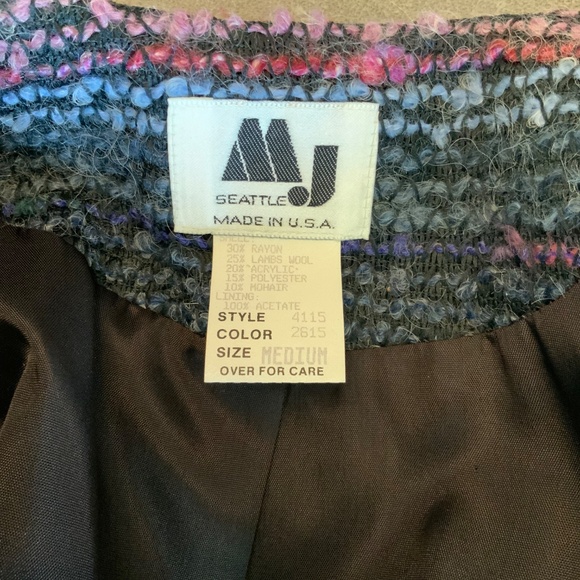 MJ
SEATTLE
MADE IN U.S.A.
SHELL:
30% RAYON
25% LAMBS WOOL
20% ACRYLIC
15% POLYESTER
10% MOHAIR
LINING:
100% ACETATE
STYLE 4115
COLOR 2615
SIZE MEDIUM
OVER FOR CARE